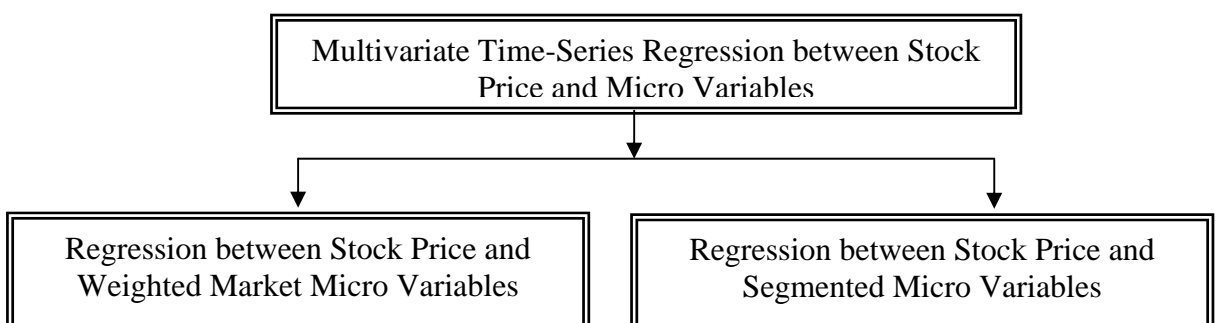 Multivariate Time-Series Regression between Stock
Price and Micro Variables
Regression between Stock Price and
Weighted Market Micro Variables
Regression between Stock Price and
Segmented Micro Variables